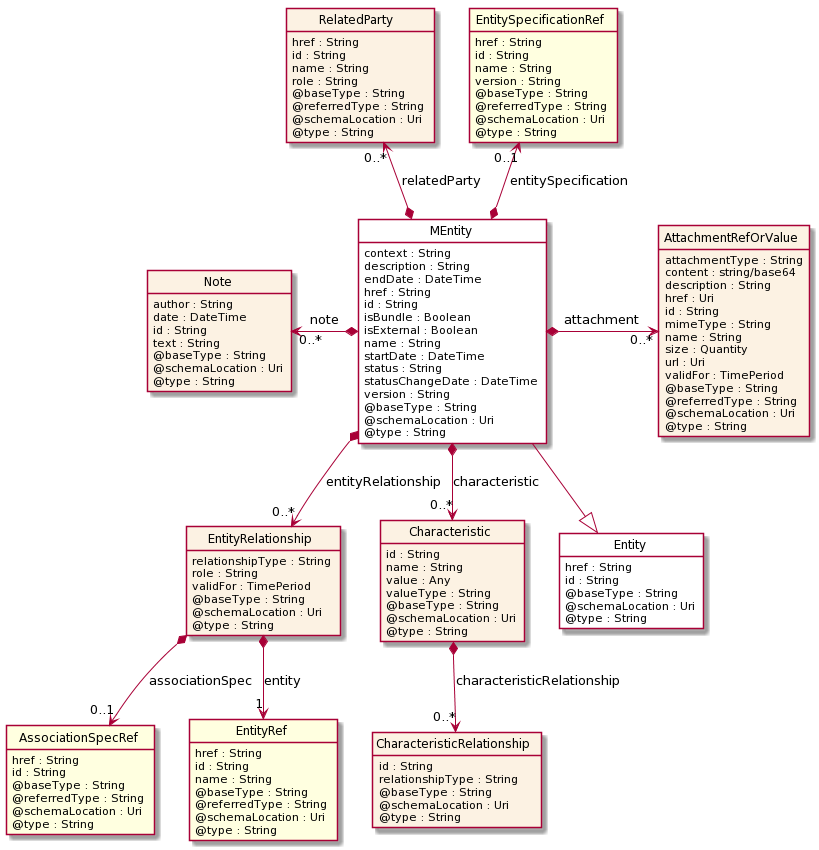 RelatedParty
href : String
id : String
name : String
role : String
@baseType : String
@referredType : String
@schemaLocation : Uri
@type : String
EntitySpecificationRef
href : String
id : String
name : String
version : String
@baseType : String
@referredType : String
@schemaLocation : Uri
@type : String
0..*
relatedParty
0..1
entitySpecification
Note
author : String
date : DateTime
id : String
text : String
@baseType : String
@schemaLocation : Uri
@type : String
note
0..*
MEntity
context : String
description : String
endDate : DateTime
href : String
id : String
isBundle : Boolean
isExternal : Boolean
name : String
startDate : DateTime
status : String
statusChangeDate : DateTime
version : String
@baseType : String
@schemaLocation : Uri
@type : String
attachment
0..*
AttachmentRefOrValue
attachmentType : String
content : string/base64
description : String
href : Uri
id : String
mimeType : String
name : String
size : Quantity
url : Uri
validFor : TimePeriod
@baseType : String
@referredType : String
@schemaLocation : Uri
@type : String
entityRelationship
0..*
characteristic
0..*
EntityRelationship
relationshipType : String
role : String
validFor : TimePeriod
@baseType : String
@schemaLocation : Uri
@type : String
Characteristic
id : String
name : String
value : Any
valueType : String
@baseType : String
@schemaLocation : Uri
@type : String
Entity
href : String
id : String
@baseType : String
@schemaLocation : Uri
@type : String
associationSpec
0..1
entity
1
characteristicRelationship
0..*
AssociationSpecRef
href : String
id : String
@baseType : String
@referredType : String
@schemaLocation : Uri
@type : String
EntityRef
href : String
id : String
name : String
@baseType : String
@referredType : String
@schemaLocation : Uri
@type : String
CharacteristicRelationship
id : String
relationshipType : String
@baseType : String
@schemaLocation : Uri
@type : String